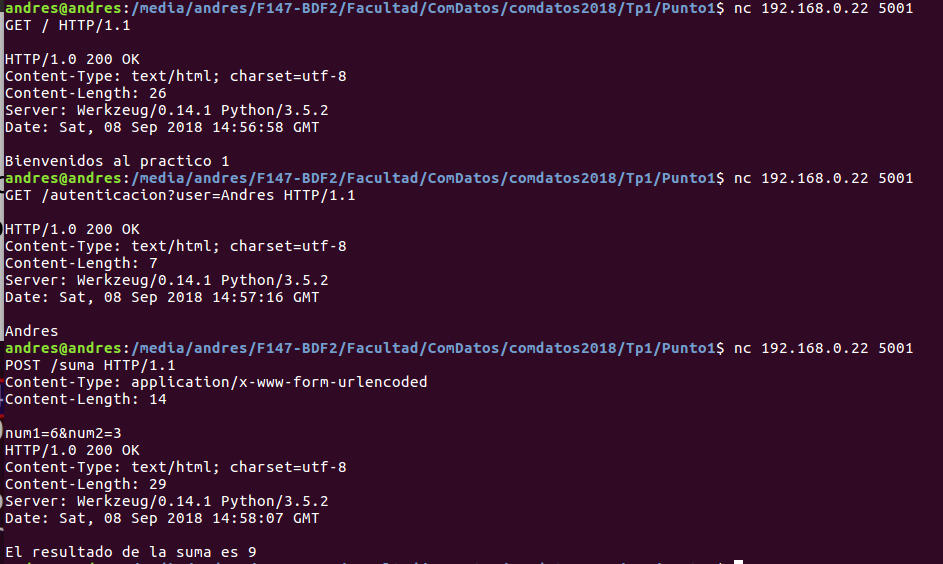 andres@andres:/media/andres/F147-BDF2/Facultad/ComDatos/comdatos2018/Tp1/Punto1$ nc 192.168.0.22 5001
GET / HTTP/1.1

HTTP/1.0 200 OK
Content-Type: text/html; charset=utf-8
Content-Length: 26
Server: Werkzeug/0.14.1 Python/3.5.2
Date: Sat, 08 Sep 2018 14:56:58 GMT

Bienvenidos al practico 1
andres@andres:/media/andres/F147-BDF2/Facultad/ComDatos/comdatos2018/Tp1/Punto1$ nc 192.168.0.22 5001
GET /autenticacion?user=Andres HTTP/1.1

HTTP/1.0 200 OK
Content-Type: text/html; charset=utf-8
Content-Length: 7
Server: Werkzeug/0.14.1 Python/3.5.2
Date: Sat, 08 Sep 2018 14:57:16 GMT

Andres
andres@andres:/media/andres/F147-BDF2/Facultad/ComDatos/comdatos2018/Tp1/Punto1$ nc 192.168.0.22 5001
POST /suma HTTP/1.1
Content-Type: application/x-www-form-urlencoded
Content-Length: 14

num1=6&num2=3
HTTP/1.0 200 OK
Content-Type: text/html; charset=utf-8
Content-Length: 29
Server: Werkzeug/0.14.1 Python/3.5.2
Date: Sat, 08 Sep 2018 14:58:07 GMT

El resultado de la suma es 9